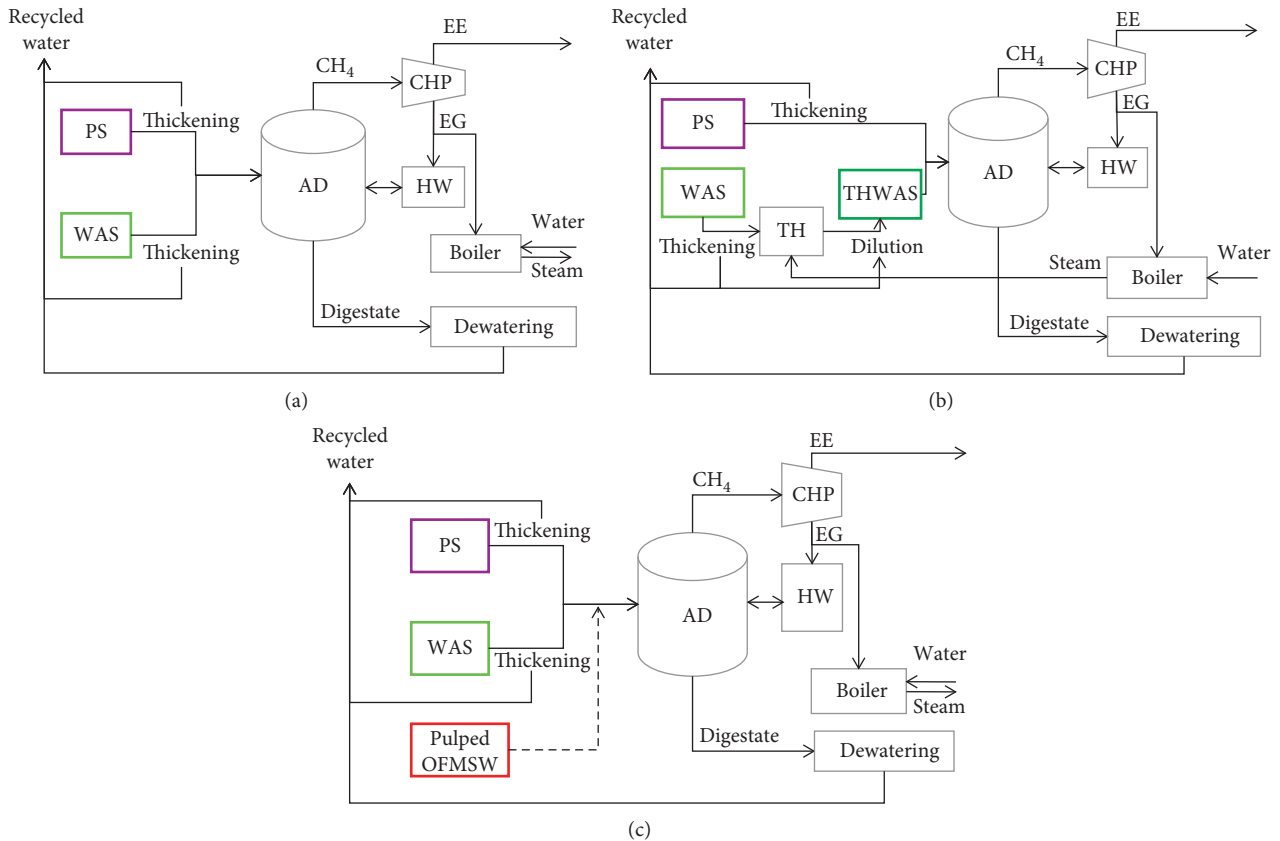 Recycled
water
EE
CH₄
CHP
Thickening
EG
PS
AD
HW
WAS
Water
Thickening
Boiler
Steam
Digestate
Dewatering
(a)
Recycled
water
EE
CH₄
CHP
Thickening
EG
PS
AD
HW
WAS
THWAS
TH
Thickening
Dilution
Steam
Water
Boiler
Digestate
Dewatering
(b)
Recycled
water
EE
CH₄
CHP
Thickening
EG
PS
HW
AD
WAS
Thickening
Water
Boiler
Steam
Pulped
OFMSW
Digestate
Dewatering
(c)